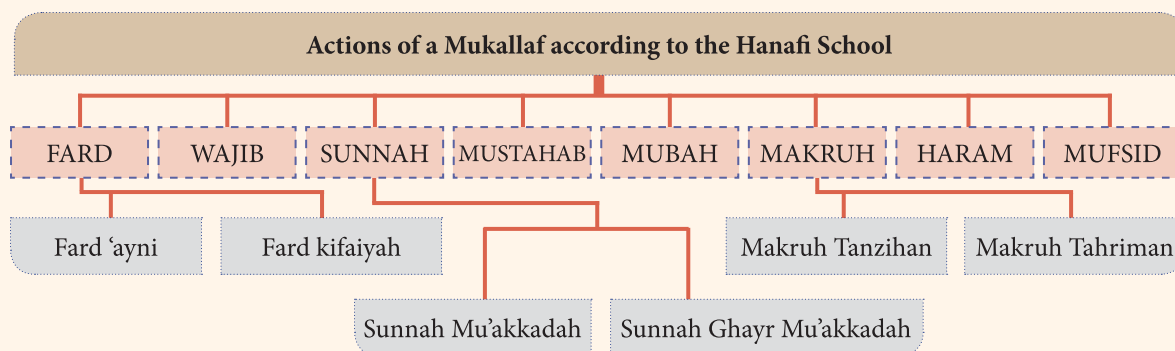 Actions of a Mukallaf according to the Hanafi School
FARD
WAJIB
SUNNAH
MUSTAHAB
MUBAH
MAKRUH
HARAM
MUFSID
Fard ‘ayni
Fard kifaiyah
Makruh Tanzihan
Makruh Tahriman
Sunnah Mu’akkadah
Sunnah Ghayr Mu’akkadah